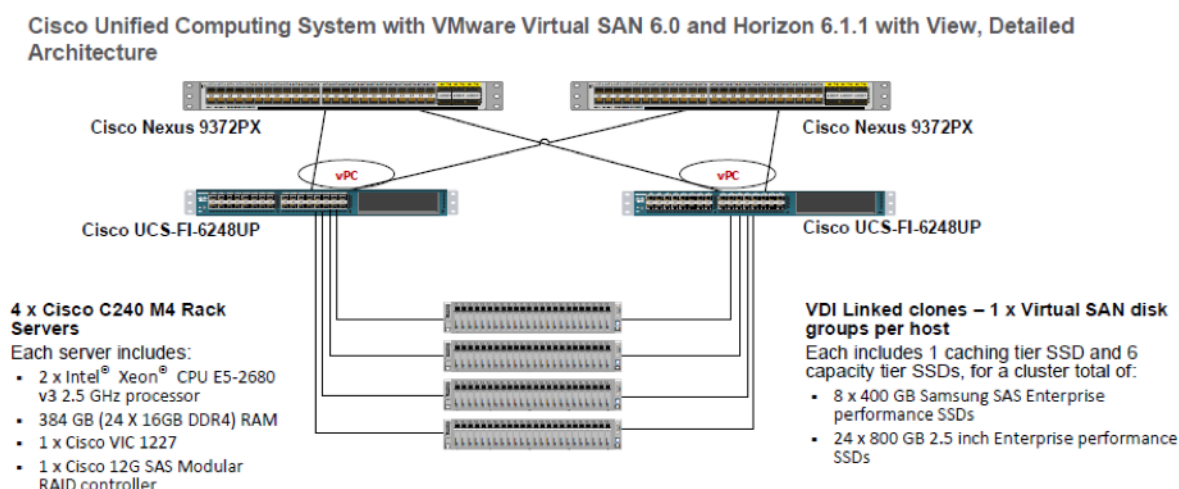 Cisco Unified Computing System with VMware Virtual SAN 6.0 and Horizon 6.1.1 with View, Detailed
Architecture
Cisco Nexus 9372PX
Cisco Nexus 9372PX
vPC
vPC
Cisco UCS-FI-6248UP
Cisco UCS-FI-6248UP
4 x Cisco C240 M4 Rack
Servers
Each server includes:
▪ 2 x Intel® Xeon® CPU E5-2680
v3 2.5 GHz processor
▪ 384 GB (24 X 16GB DDR4) RAM
▪ 1 x Cisco VIC 1227
▪ 1 x Cisco 12G SAS Modular
RAID controller
VDI Linked clones – 1 x Virtual SAN disk
groups per host
Each includes 1 caching tier SSD and 6
capacity tier SSDs, for a cluster total of:
▪ 8 x 400 GB Samsung SAS Enterprise
performance SSDs
▪ 24 x 800 GB 2.5 inch Enterprise performance
SSDs